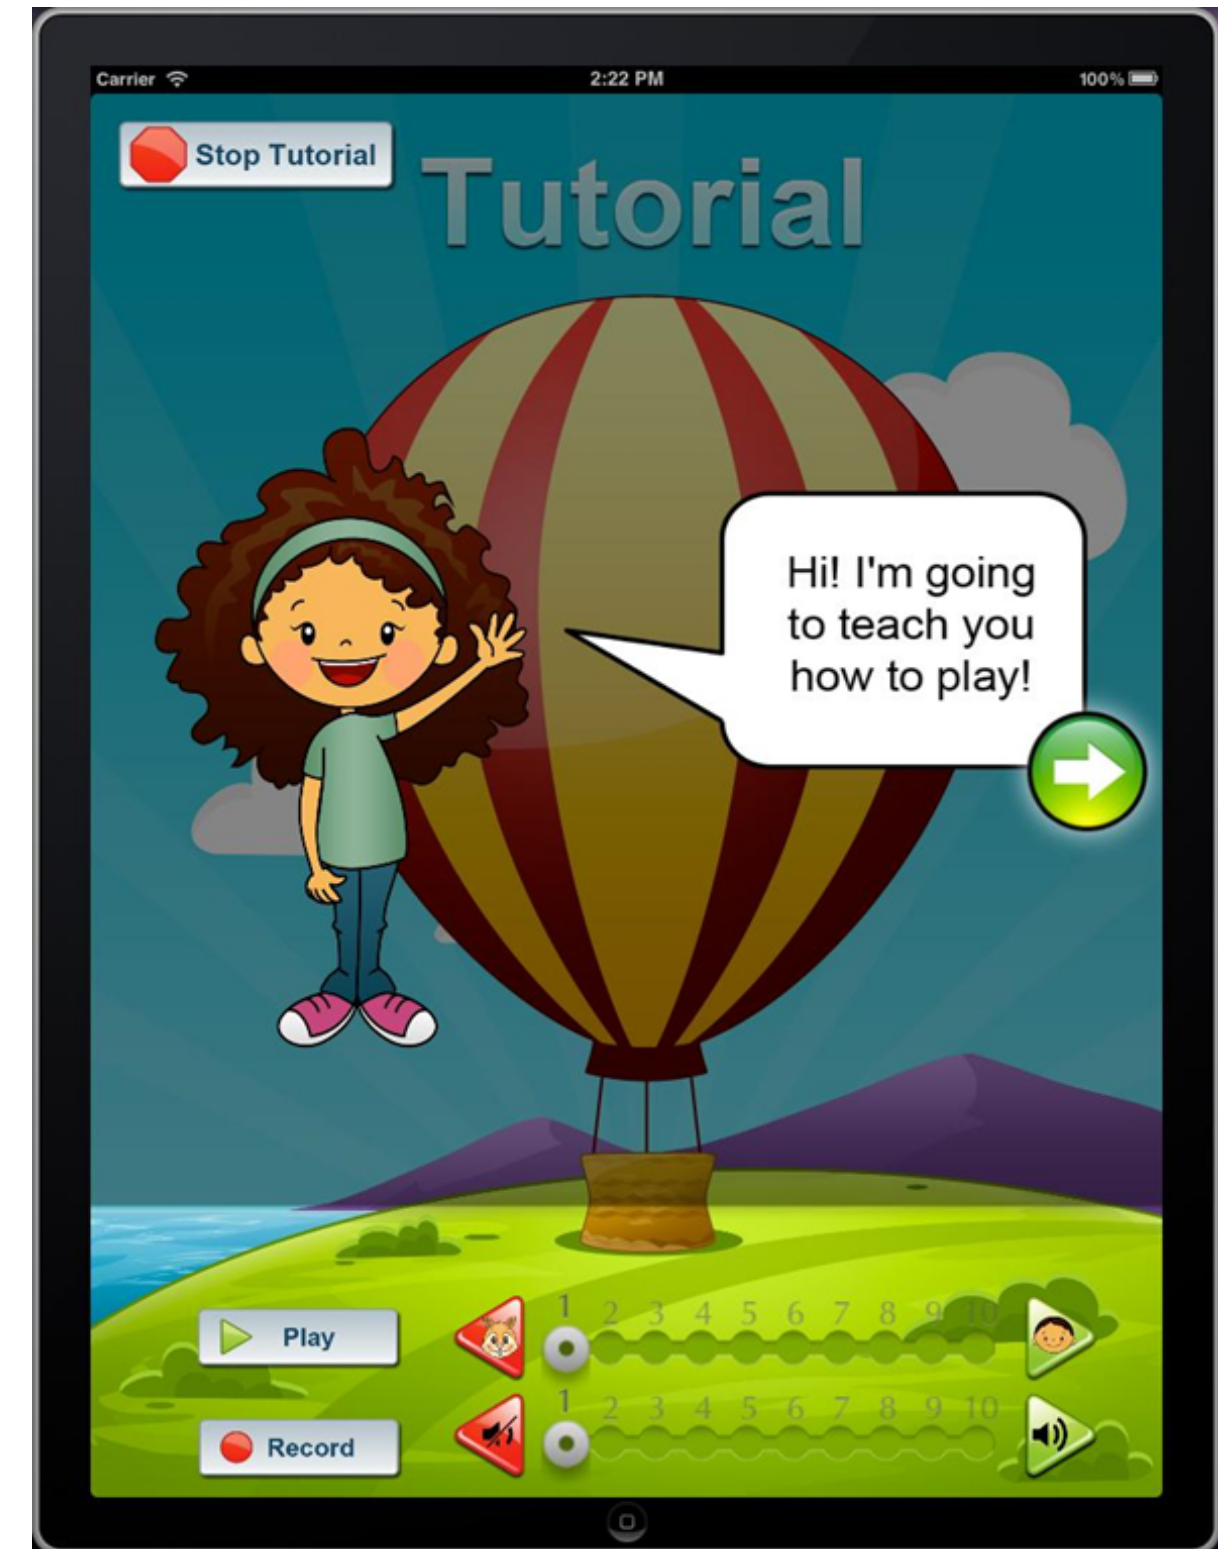 Carrier 2:22 PM 100%
Stop Tutorial
Tutorial
Hi! I'm going
to teach you
how to play!
1 2 3 4 5 6 7 8 9 10
Play
1 2 3 4 5 6 7 8 9 10
Record